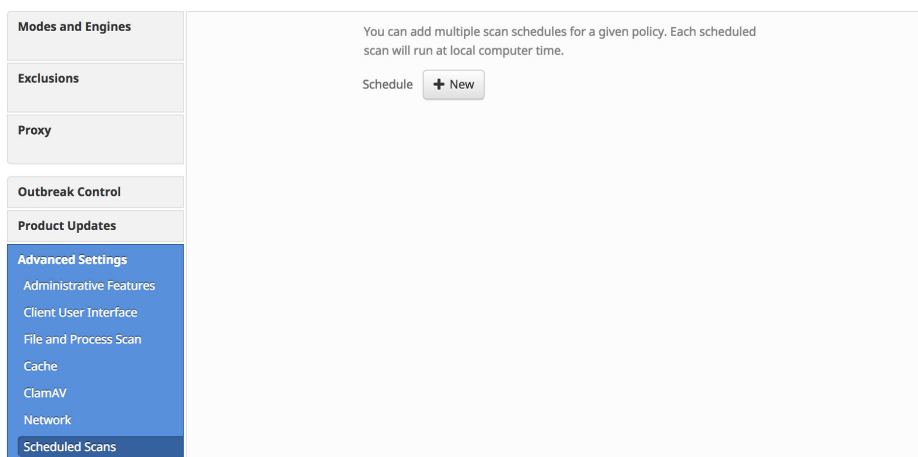 Modes and Engines
Exclusions
Proxy
Outbreak Control
Product Updates
Advanced Settings
Administrative Features
Client User Interface
File and Process Scan
Cache
ClamAV
Network
Scheduled Scans
You can add multiple scan schedules for a given policy. Each scheduled
scan will run at local computer time.
Schedule + New